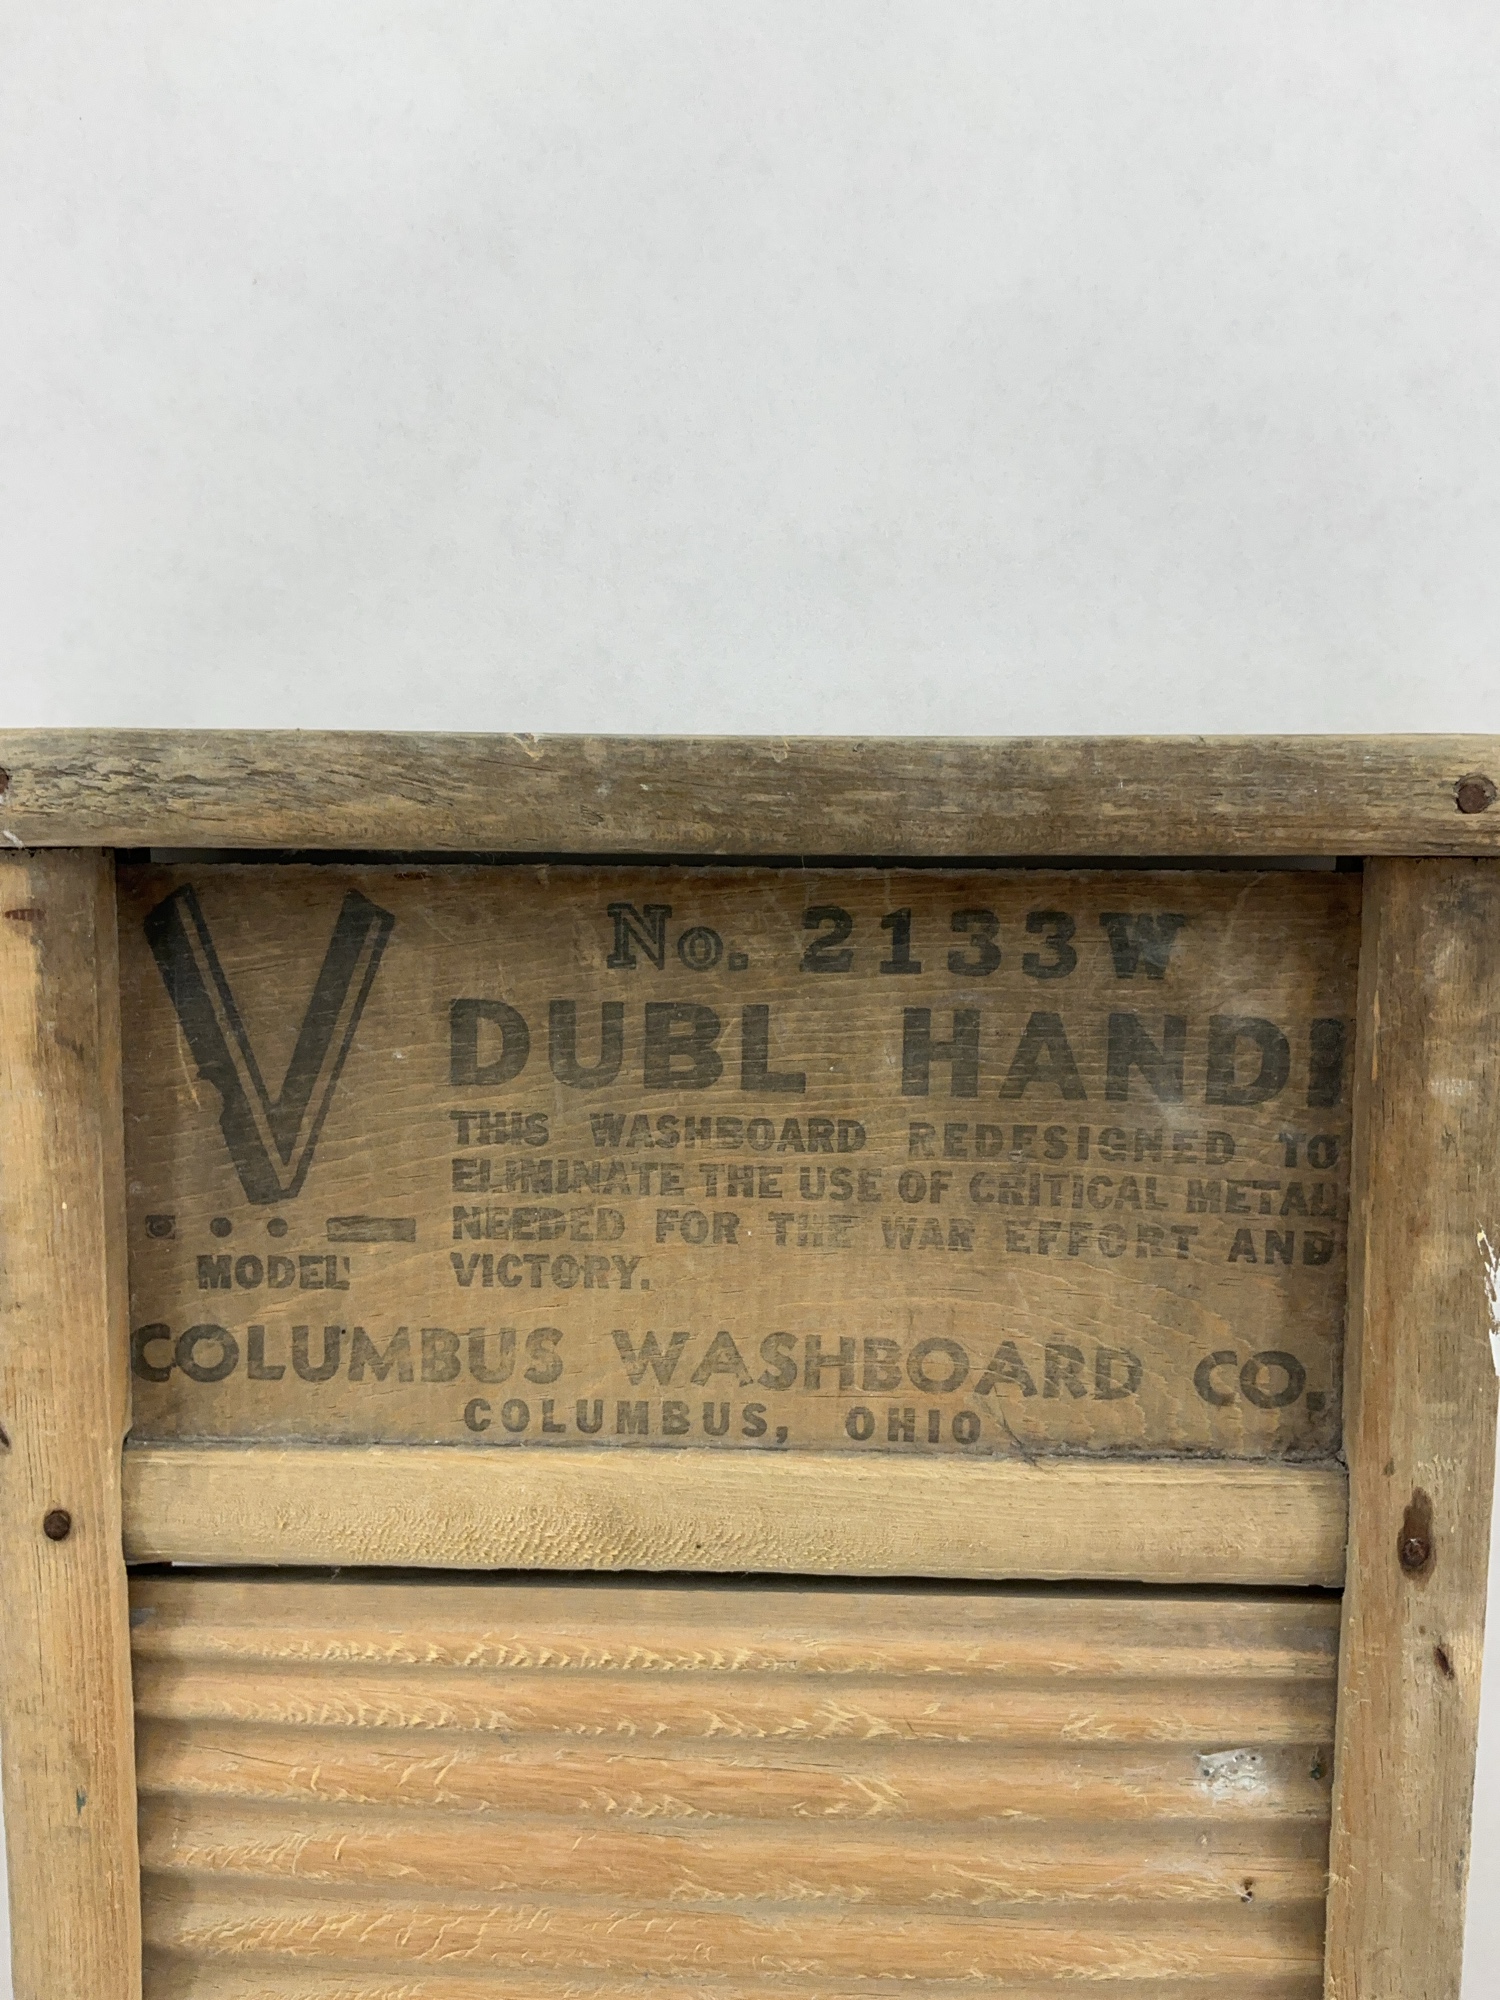 V
No. 2133W
DUBL HANDI
THIS WASHBOARD REDESIGNED TO
ELIMINATE THE USE OF CRITICAL METAL
NEEDED FOR THE WAR EFFORT AND
VICTORY.
MODEL
COLUMBUS WASHBOARD CO.
COLUMBUS, OHIO